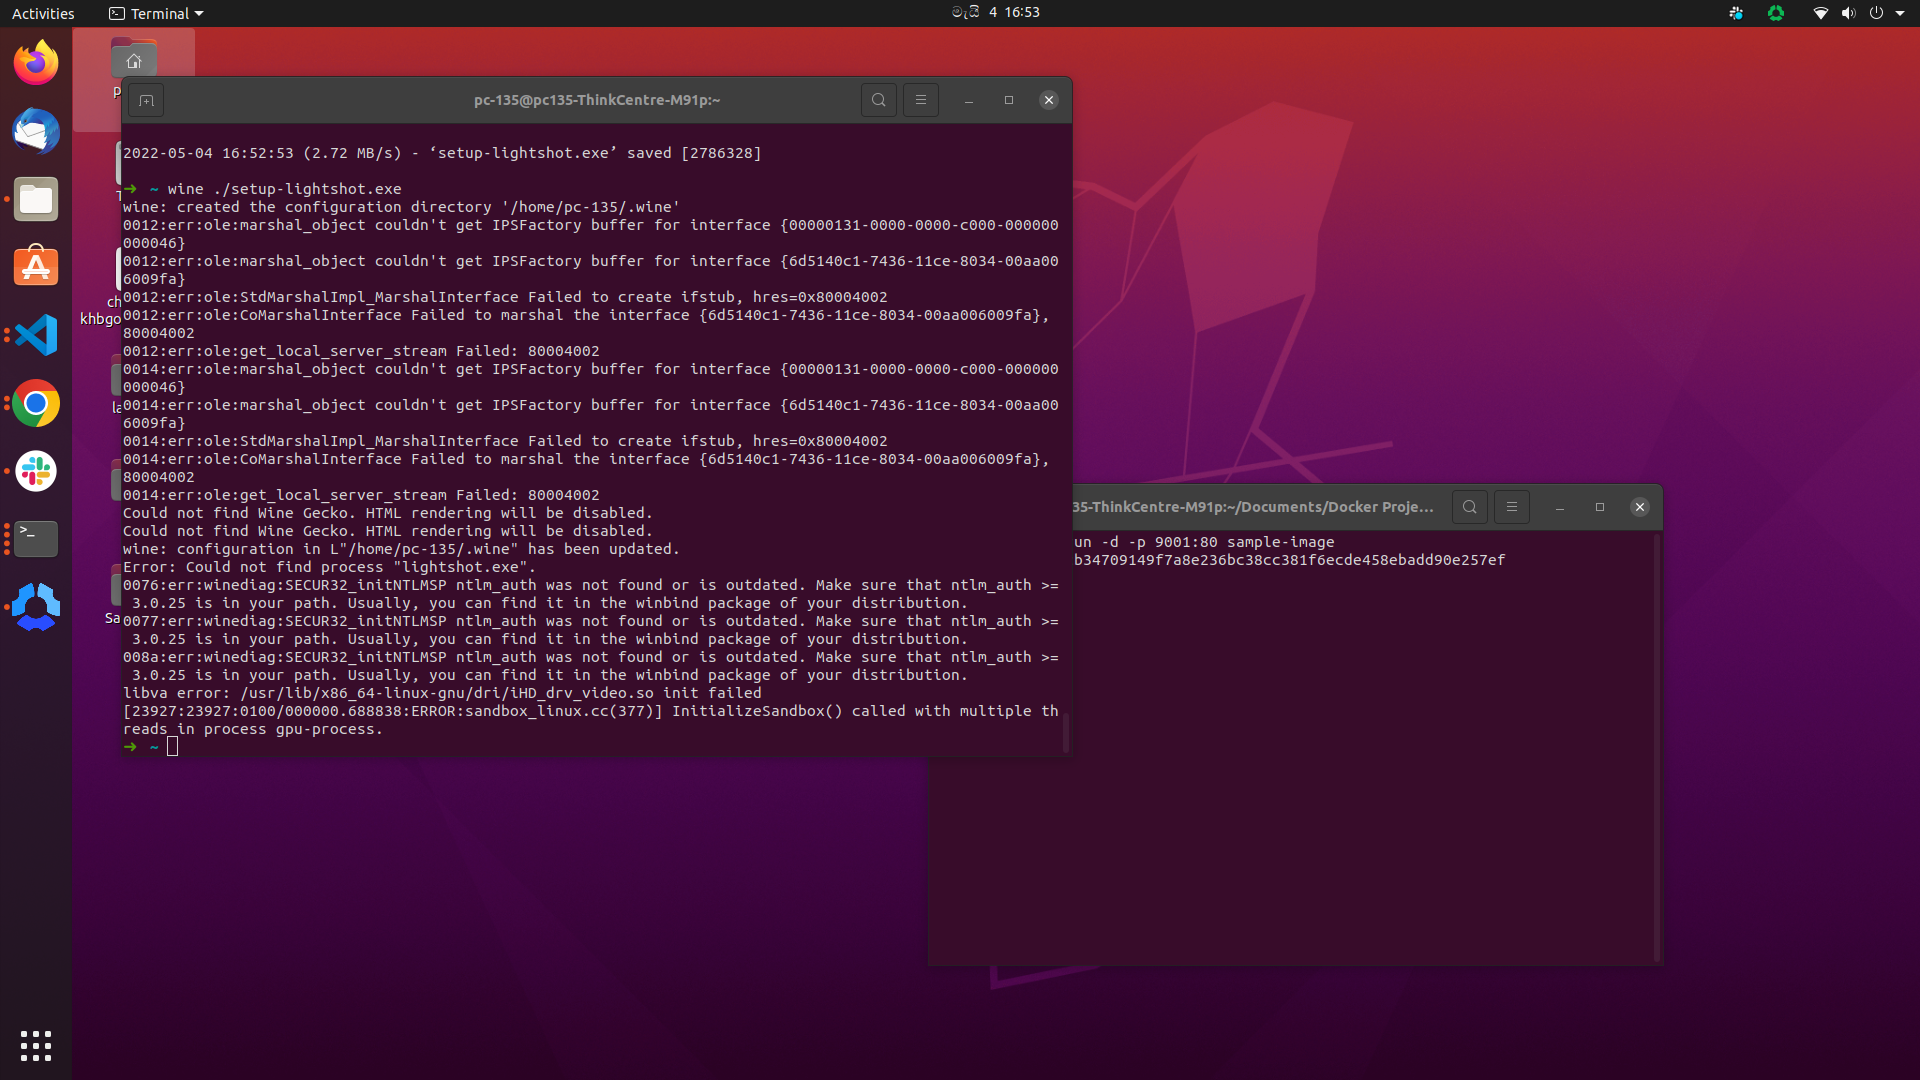 Activities
Terminal
මැයි 4 16:53
pc-135@pc135-ThinkCentre-M91p:~
2022-05-04 16:52:53 (2.72 MB/s) - ‘setup-lightshot.exe’ saved [2786328]
➜ ~ wine ./setup-lightshot.exe
wine: created the configuration directory '/home/pc-135/.wine'
0012:err:ole:marshal_object couldn't get IPSFactory buffer for interface {00000131-0000-0000-c000-000000
000046}
0012:err:ole:marshal_object couldn't get IPSFactory buffer for interface {6d5140c1-7436-11ce-8034-00aa00
6009fa}
0012:err:ole:StdMarshalImpl_MarshalInterface Failed to create ifstub, hres=0x80004002
0012:err:ole:CoMarshalInterface Failed to marshal the interface {6d5140c1-7436-11ce-8034-00aa006009fa},
80004002
0012:err:ole:get_local_server_stream Failed: 80004002
0014:err:ole:marshal_object couldn't get IPSFactory buffer for interface {00000131-0000-0000-c000-000000
000046}
0014:err:ole:marshal_object couldn't get IPSFactory buffer for interface {6d5140c1-7436-11ce-8034-00aa00
6009fa}
0014:err:ole:StdMarshalImpl_MarshalInterface Failed to create ifstub, hres=0x80004002
0014:err:ole:CoMarshalInterface Failed to marshal the interface {6d5140c1-7436-11ce-8034-00aa006009fa},
80004002
0014:err:ole:get_local_server_stream Failed: 80004002
Could not find Wine Gecko. HTML rendering will be disabled.
Could not find Wine Gecko. HTML rendering will be disabled.
wine: configuration in L"/home/pc-135/.wine" has been updated.
Error: Could not find process "lightshot.exe".
0076:err:winediag:SECUR32_initNTLMSP ntlm_auth was not found or is outdated. Make sure that ntlm_auth >=
3.0.25 is in your path. Usually, you can find it in the winbind package of your distribution.
0077:err:winediag:SECUR32_initNTLMSP ntlm_auth was not found or is outdated. Make sure that ntlm_auth >=
3.0.25 is in your path. Usually, you can find it in the winbind package of your distribution.
008a:err:winediag:SECUR32_initNTLMSP ntlm_auth was not found or is outdated. Make sure that ntlm_auth >=
3.0.25 is in your path. Usually, you can find it in the winbind package of your distribution.
libva error: /usr/lib/x86_64-linux-gnu/dri/iHD_drv_video.so init failed
[23927:23927:0100/000000.688838:ERROR:sandbox_linux.cc(377)] InitializeSandbox() called with multiple th
reads in process gpu-process.
➜ ~
35-ThinkCentre-M91p:~/Documents/Docker Proje...
un -d -p 9001:80 sample-image
b34709149f7a8e236bc38cc381f6ecde458ebadd90e257ef
p
T
ch
khbgo
la
Sa